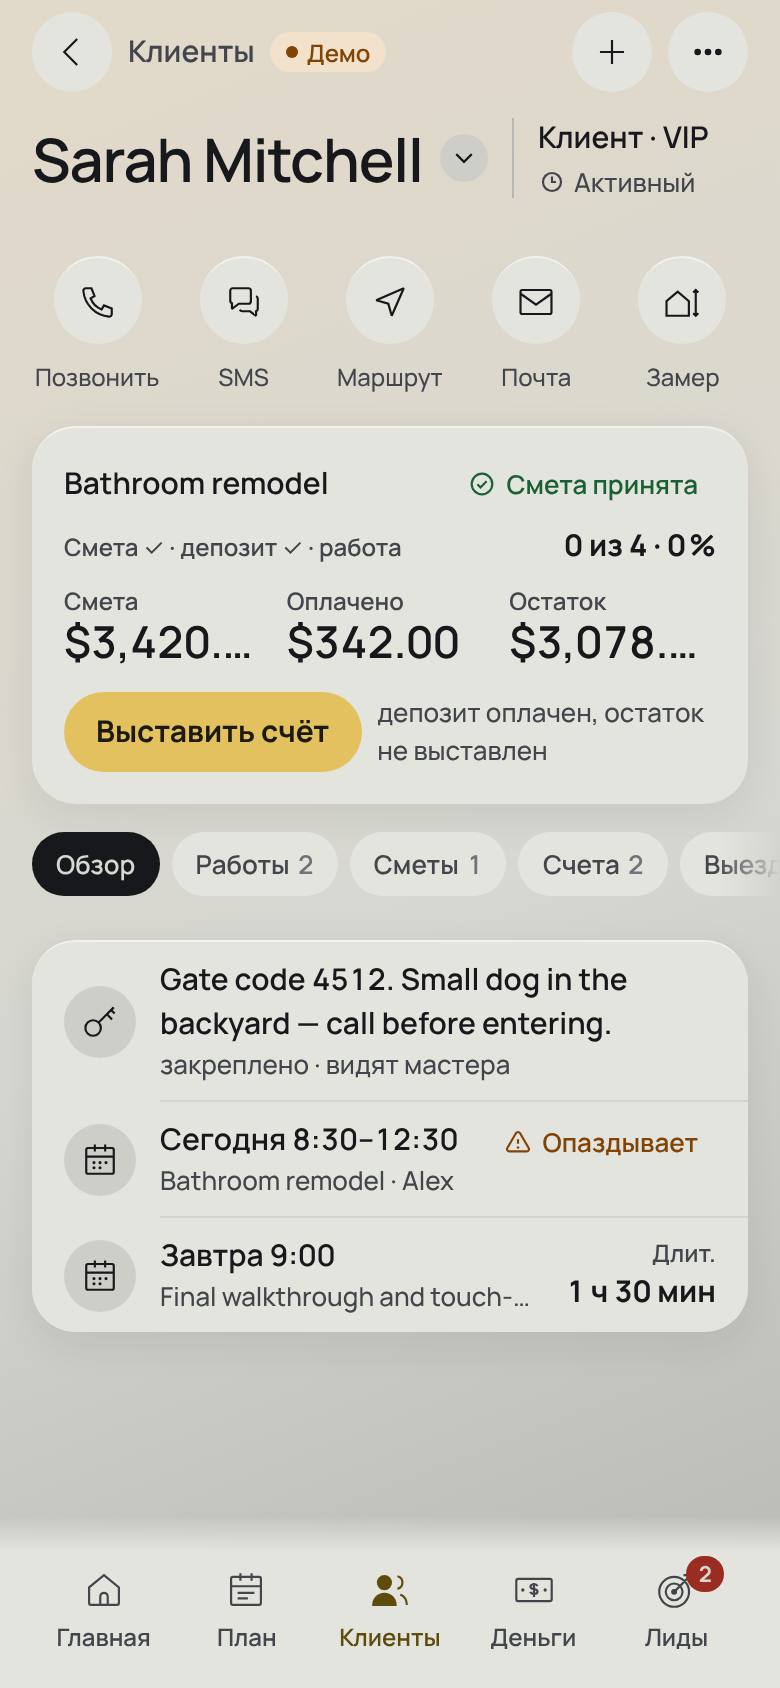 Клиенты
Демо
Sarah Mitchell
Клиент · VIP
Активный
Позвонить
SMS
Маршрут
Почта
Замер
Bathroom remodel
Смета принята
Смета ✓ · депозит ✓ · работа
0 из 4 · 0%
Смета
Оплачено
Остаток
$3,420.…
$342.00
$3,078.…
Выставить счёт
депозит оплачен, остаток
не выставлен
Обзор
Работы 2
Сметы 1
Счета 2
Выезд
Gate code 4512. Small dog in the
backyard — call before entering.
закреплено · видят мастера
Сегодня 8:30–12:30
Опаздывает
Bathroom remodel · Alex
Завтра 9:00
Длит.
Final walkthrough and touch-…
1 ч 30 мин
2
Главная
План
Клиенты
Деньги
Лиды